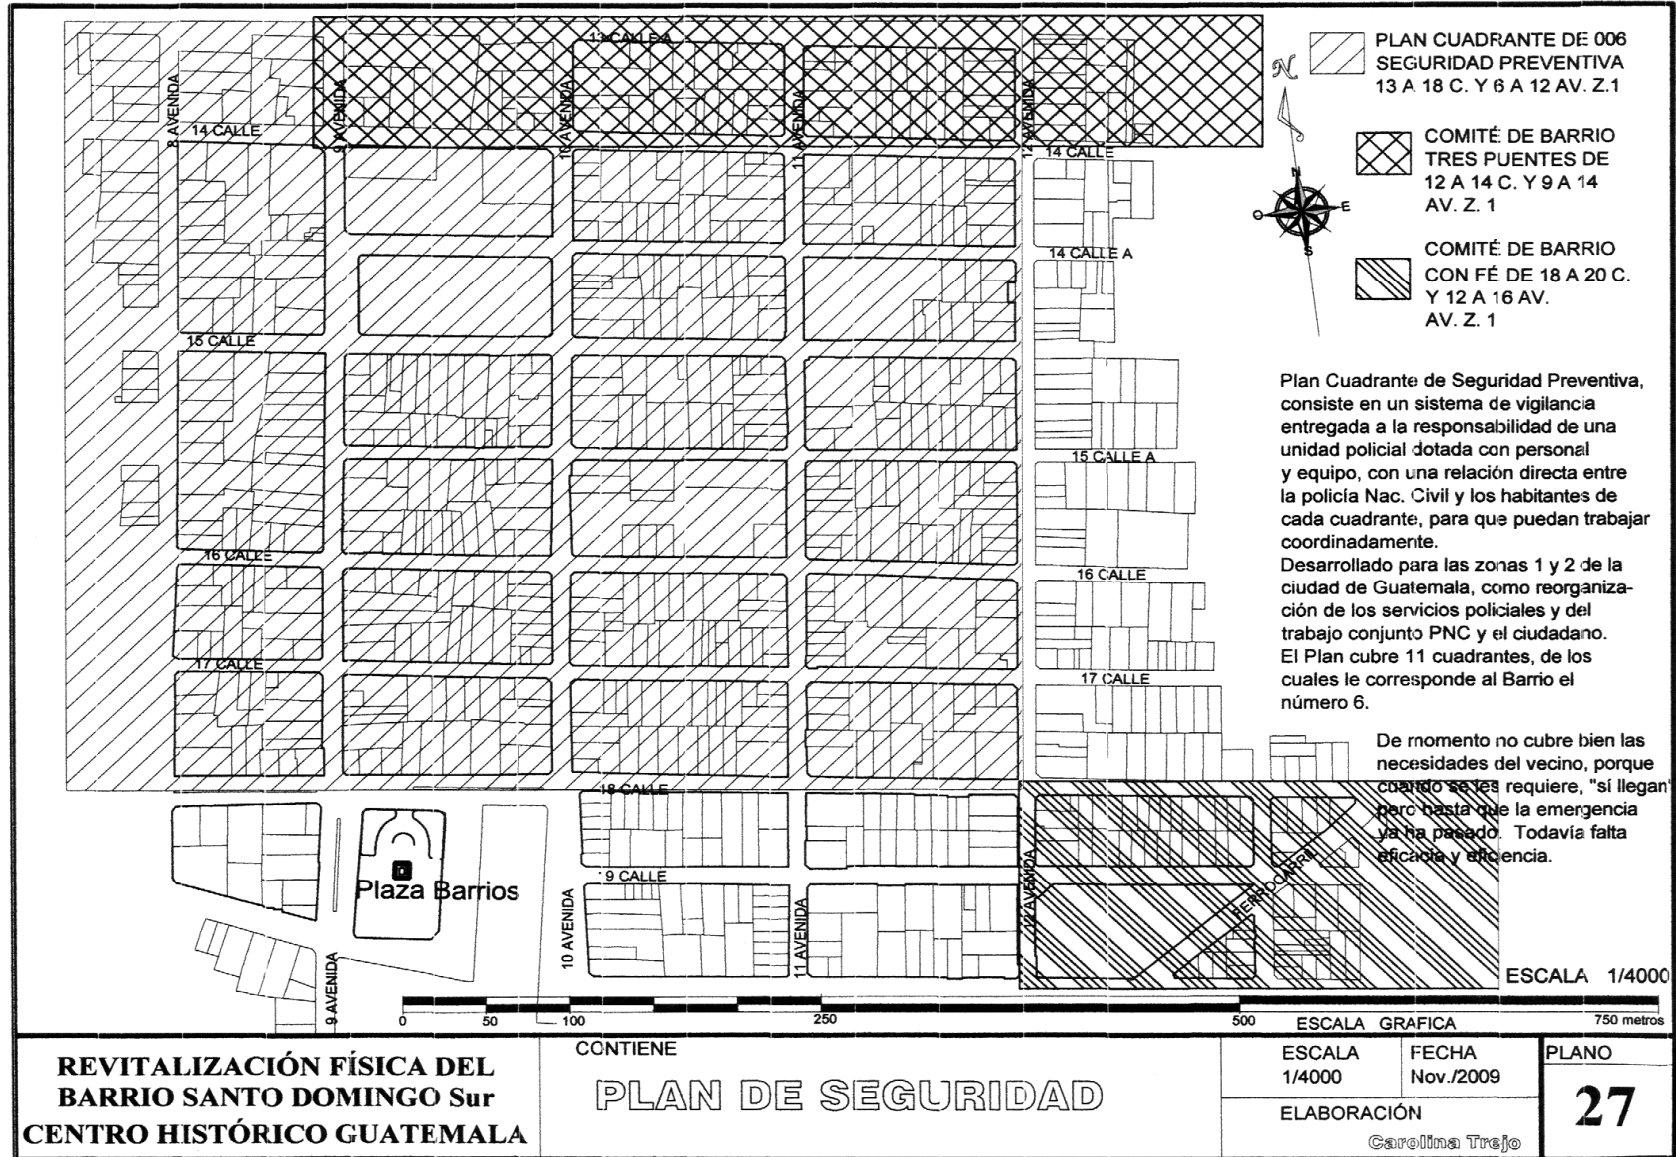 13 CALLE A
8 AVENIDA
9 AVENIDA
10 AVENIDA
11 AVENIDA
12 AVENIDA
14 CALLE
14 CALLE
14 CALLE A
15 CALLE
15 CALLE A
16 CALLE
16 CALLE
17 CALLE
17 CALLE
18 CALLE
9 CALLE
Plaza Barrios
9 AVENIDA
10 AVENIDA
11 AVENIDA
12 AVENIDA
FERROCARRIL
N
N
O
E
S
PLAN CUADRANTE DE 006
SEGURIDAD PREVENTIVA
13 A 18 C. Y 6 A 12 AV. Z.1
COMITÉ DE BARRIO
TRES PUENTES DE
12 A 14 C. Y 9 A 14
AV. Z. 1
COMITÉ DE BARRIO
CON FÉ DE 18 A 20 C.
Y 12 A 16 AV.
AV. Z. 1
Plan Cuadrante de Seguridad Preventiva,
consiste en un sistema de vigilancia
entregada a la responsabilidad de una
unidad policial dotada con personal
y equipo, con una relación directa entre
la policía Nac. Civil y los habitantes de
cada cuadrante, para que puedan trabajar
coordinadamente.
Desarrollado para las zonas 1 y 2 de la
ciudad de Guatemala, como reorganiza-
ción de los servicios policiales y del
trabajo conjunto PNC y el ciudadano.
El Plan cubre 11 cuadrantes, de los
cuales le corresponde al Barrio el
número 6.
De momento no cubre bien las
necesidades del vecino, porque
cuando se les requiere, "sí llegan"
pero hasta que la emergencia
ya ha pasado. Todavía falta
eficacia y eficiencia.
ESCALA 1/4000
0 50 100 250 500 750 metros
ESCALA GRAFICA
REVITALIZACIÓN FÍSICA DEL
BARRIO SANTO DOMINGO Sur
CENTRO HISTÓRICO GUATEMALA
CONTIENE
PLAN DE SEGURIDAD
ESCALA
1/4000
FECHA
Nov./2009
ELABORACIÓN
Carolina Trejo
PLANO
27